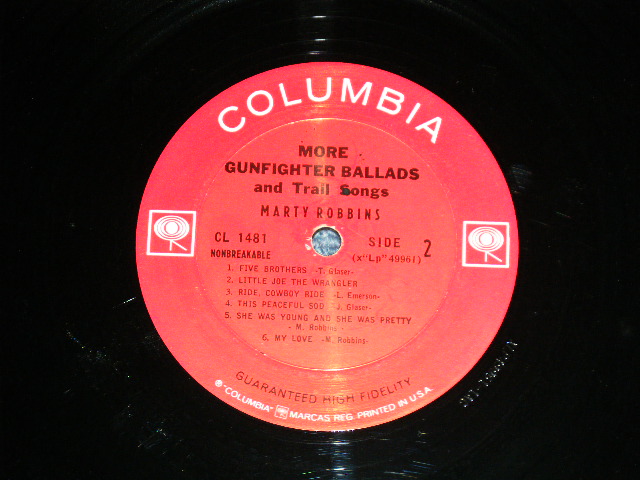 COLUMBIA
MORE
GUNFIGHTER BALLADS
and Trail Songs
MARTY ROBBINS
CL 1481
SIDE 2
NONBREAKABLE
(x"Lp"49961)
1. FIVE BROTHERS -T. Glaser-
2. LITTLE JOE THE WRANGLER
3. RIDE, COWBOY RIDE -L. Emerson-
4. THIS PEACEFUL SOD -J. Glaser-
5. SHE WAS YOUNG AND SHE WAS PRETTY
- M. Robbins -
6. MY LOVE -M. Robbins-
GUARANTEED HIGH FIDELITY
® "COLUMBIA" MARCAS REG. PRINTED IN U.S.A.